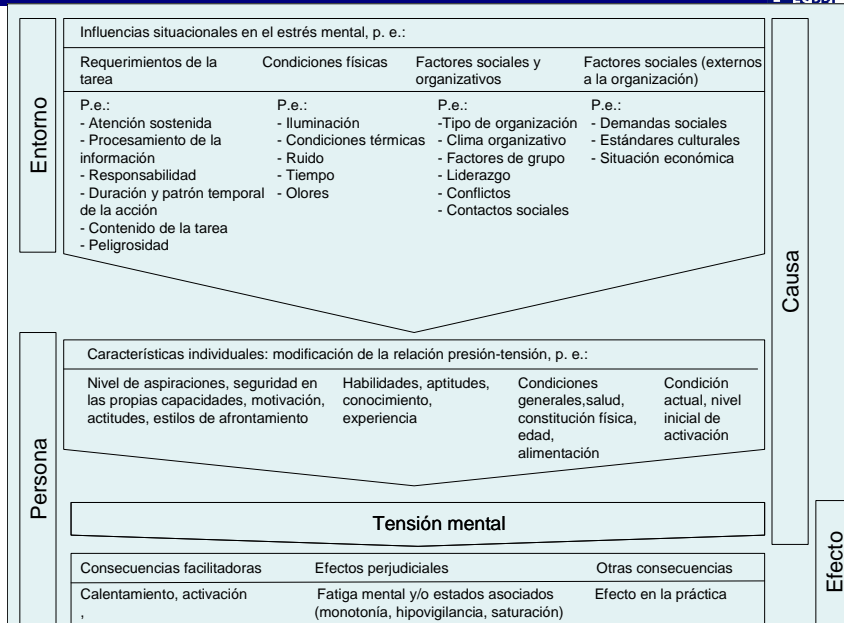 Influencias situacionales en el estrés mental, p. e.:
Requerimientos de la tarea
Condiciones físicas
Factores sociales y organizativos
Factores sociales (externos a la organización)
P.e.:
- Atención sostenida
- Procesamiento de la
información
- Responsabilidad
- Duración y patrón temporal
de la acción
- Contenido de la tarea
- Peligrosidad
P.e.:
- Iluminación
- Condiciones térmicas
- Ruido
- Tiempo
- Olores
P.e.:
-Tipo de organización
- Clima organizativo
- Factores de grupo
- Liderazgo
- Conflictos
- Contactos sociales
P.e.:
- Demandas sociales
- Estándares culturales
- Situación económica
Entorno
Causa
Características individuales: modificación de la relación presión-tensión, p. e.:
Nivel de aspiraciones, seguridad en
las propias capacidades, motivación,
actitudes, estilos de afrontamiento
Habilidades, aptitudes,
conocimiento,
experiencia
Condiciones
generales,salud,
constitución física,
edad,
alimentación
Condición
actual, nivel
inicial de
activación
Persona
Tensión mental
Efecto
Consecuencias facilitadoras
Efectos perjudiciales
Otras consecuencias
Calentamiento, activación
,
Fatiga mental y/o estados asociados
(monotonía, hipovigilancia, saturación)
Efecto en la práctica